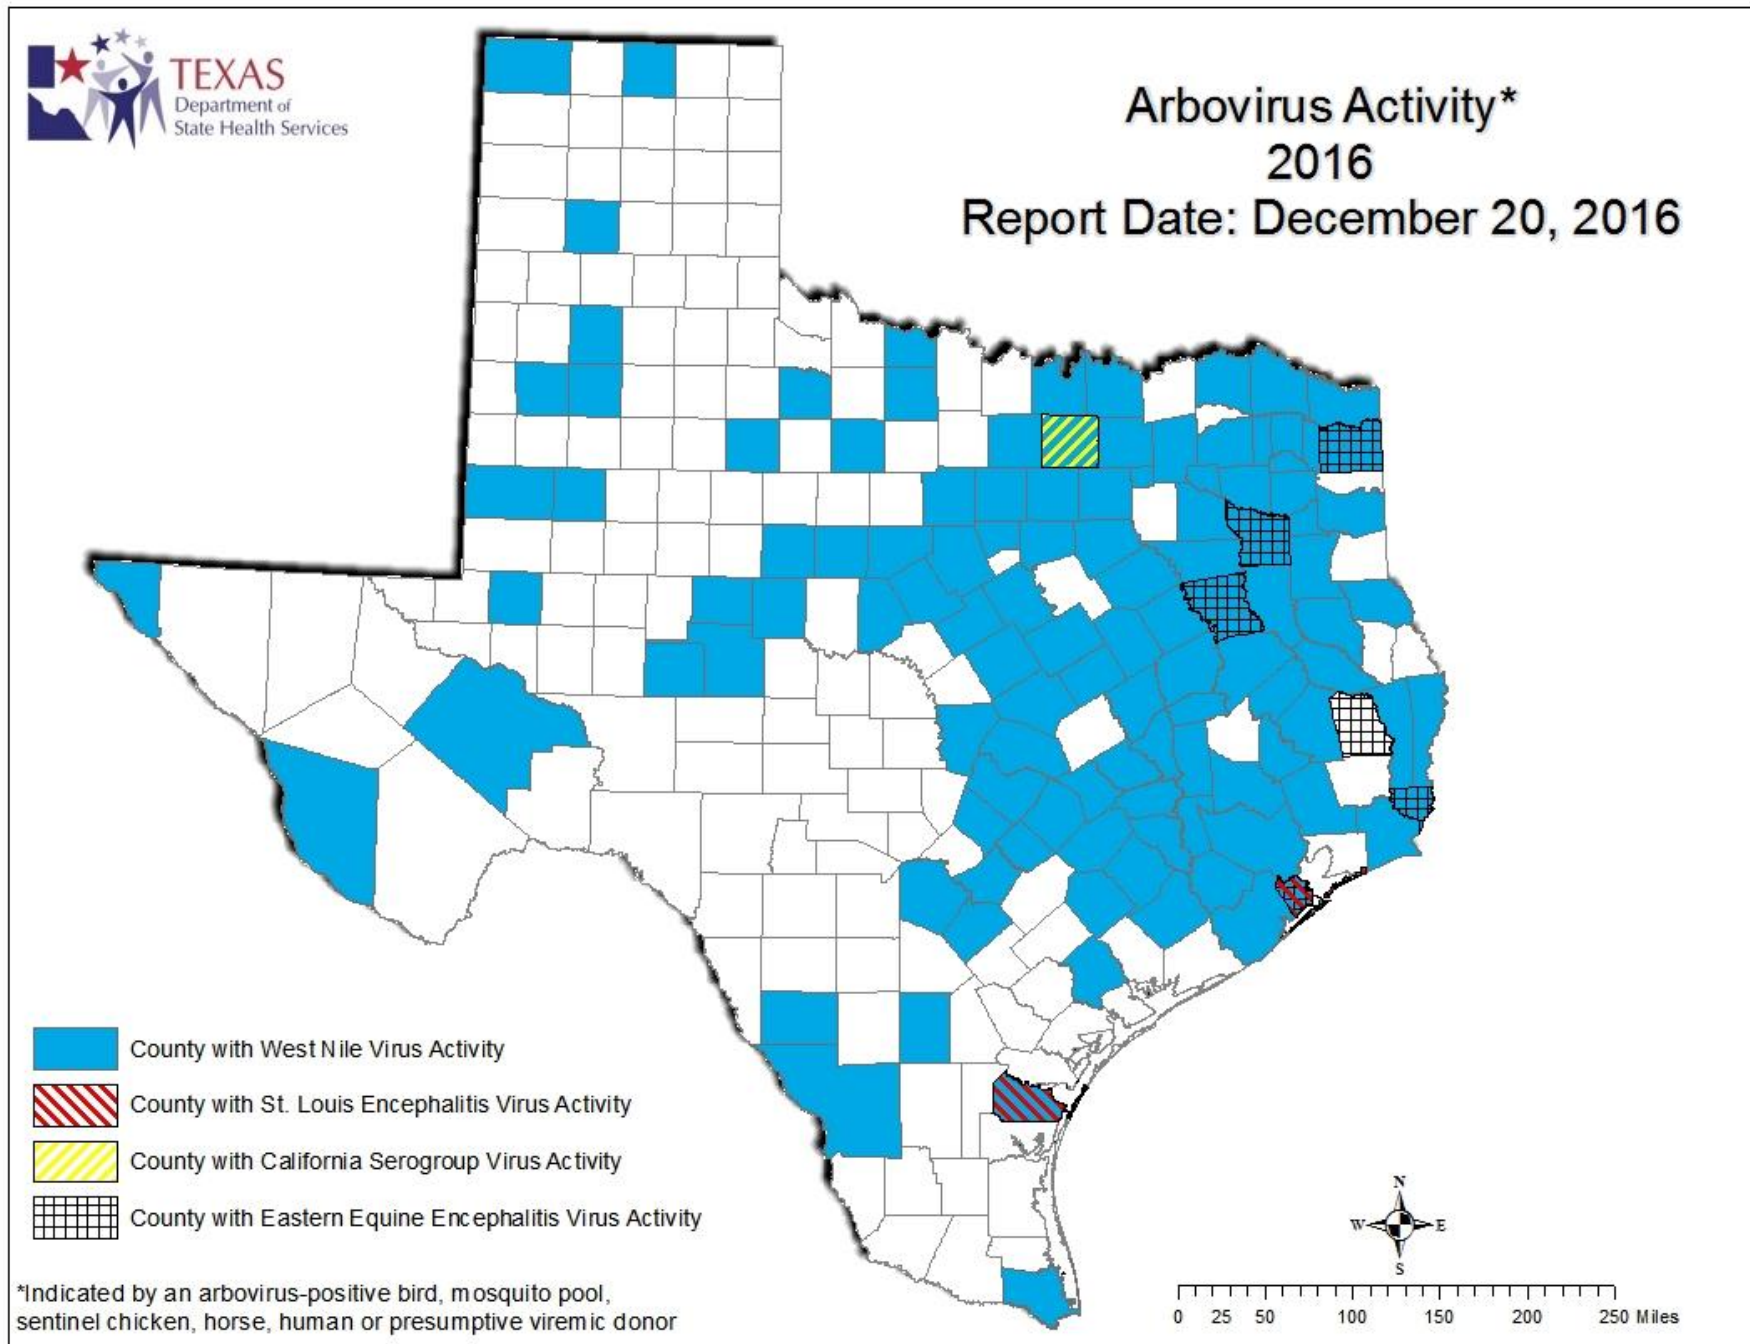 TEXAS
Department of
State Health Services
Arbovirus Activity*
2016
Report Date: December 20, 2016
County with West Nile Virus Activity
County with St. Louis Encephalitis Virus Activity
County with California Serogroup Virus Activity
County with Eastern Equine Encephalitis Virus Activity
*Indicated by an arbovirus-positive bird, mosquito pool,
sentinel chicken, horse, human or presumptive viremic donor
N
W E
S
0 25 50 100 150 200 250 Miles